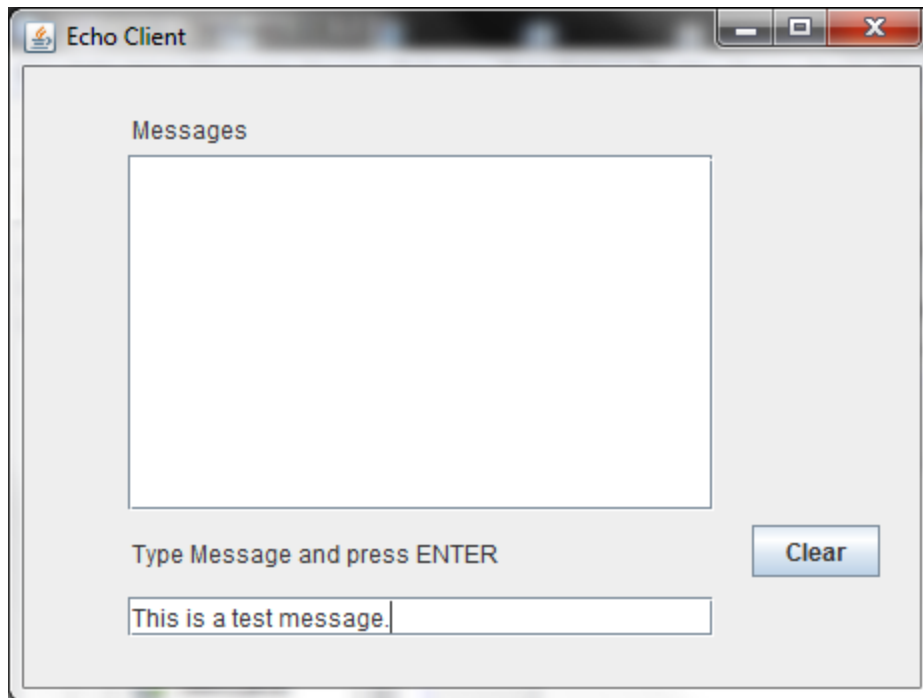 Echo Client
Messages
Type Message and press ENTER
Clear
This is a test message.